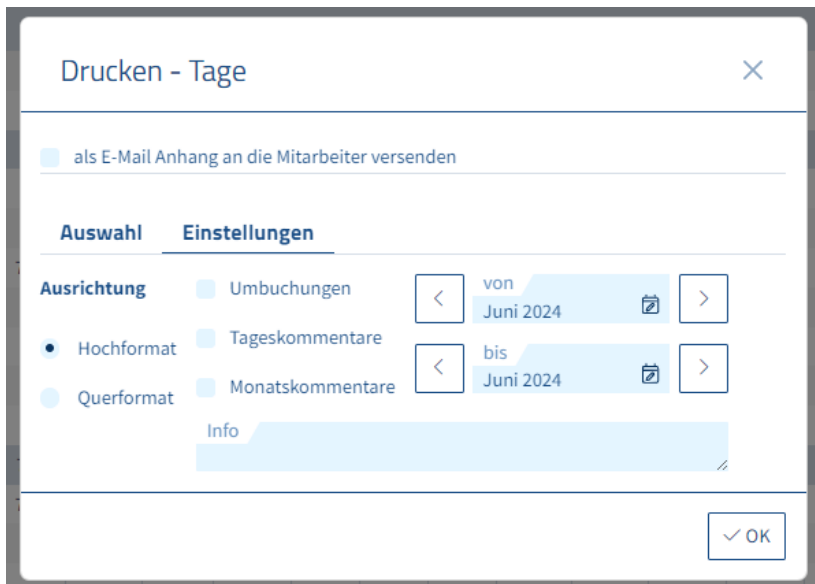 Drucken - Tage
als E-Mail Anhang an die Mitarbeiter versenden
Auswahl Einstellungen
Ausrichtung
Hochformat
Querformat
Umbuchungen
Tageskommentare
Monatskommentare
von
Juni 2024
bis
Juni 2024
Info
OK